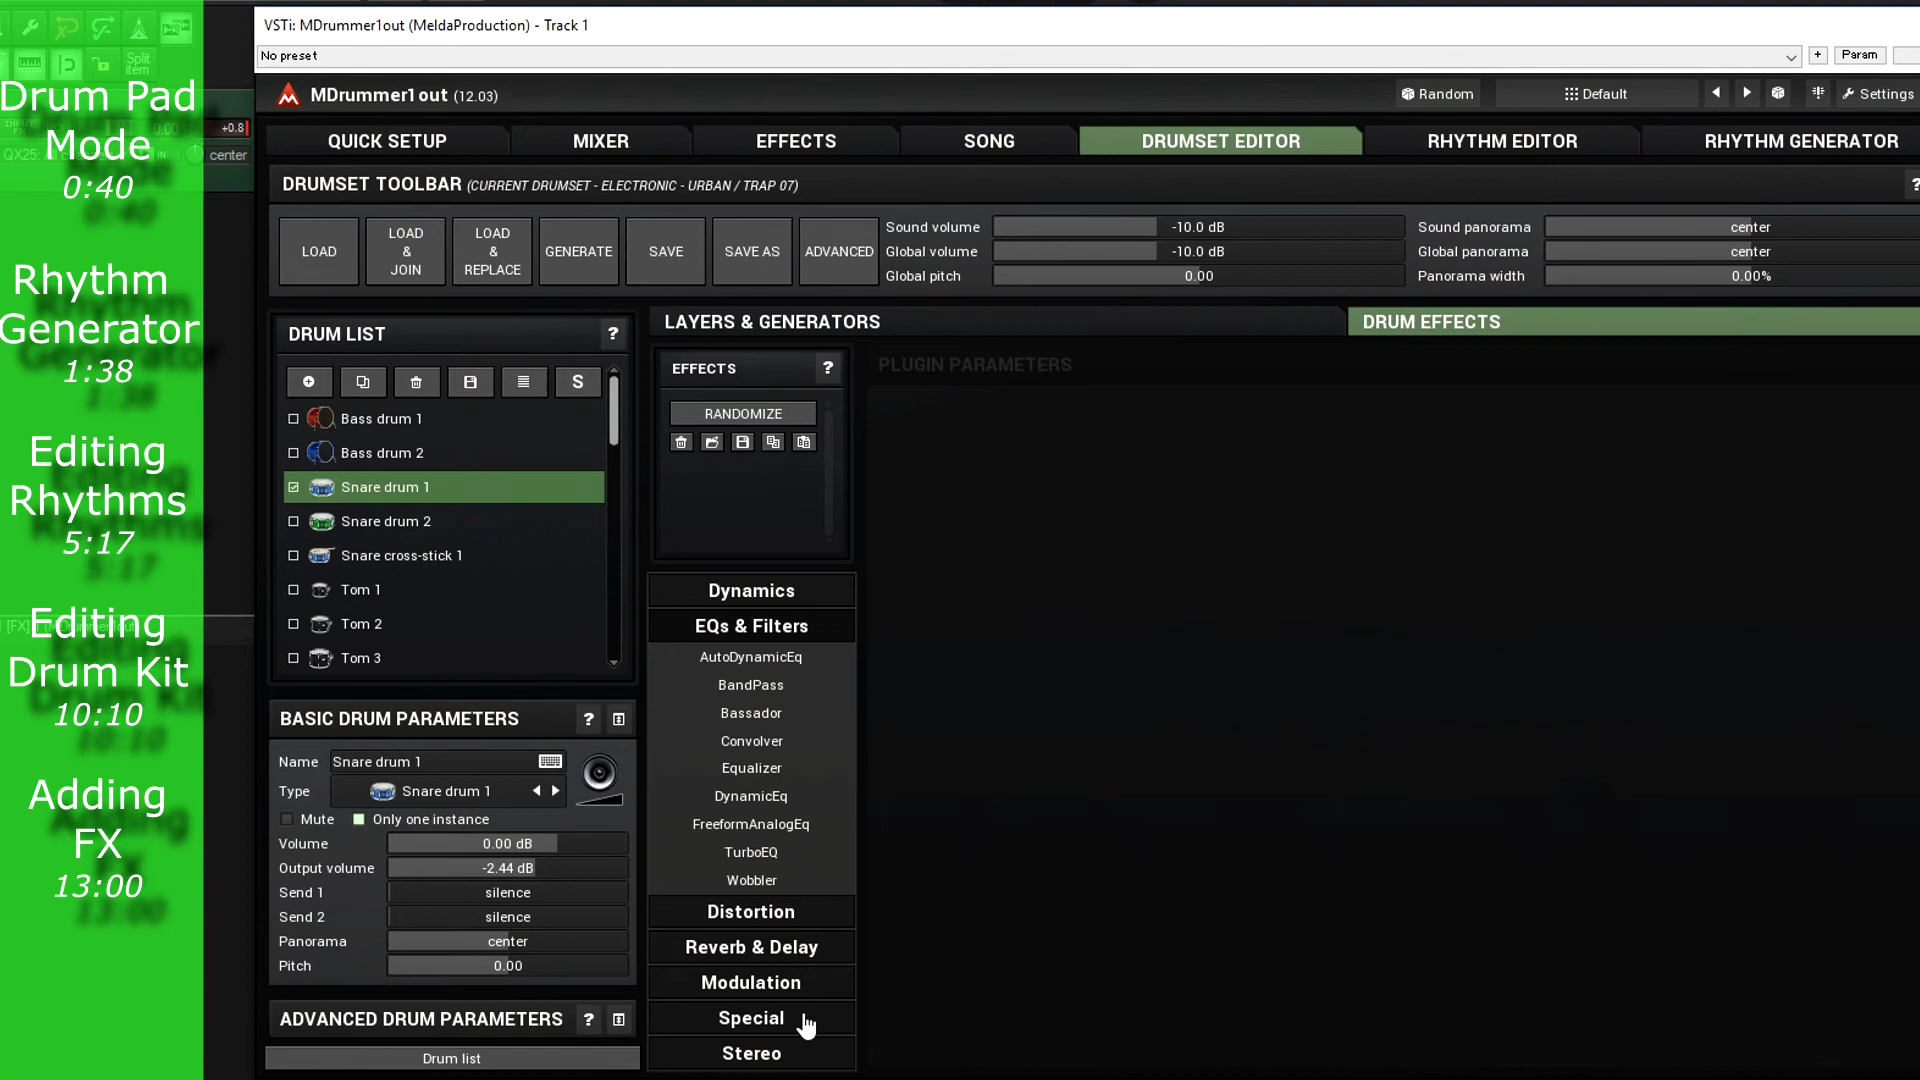 Drum Pad
Mode
0:40
Rhythm
Generator
1:38
Editing
Rhythms
5:17
Editing
Drum Kit
10:10
Adding
FX
13:00
Split
item
+0.8
center
VSTi: MDrummer1out (MeldaProduction) - Track 1
No preset
+
Param
MDrummer1out (12.03)
Random
Default
Settings
QUICK SETUP
MIXER
EFFECTS
SONG
DRUMSET EDITOR
RHYTHM EDITOR
RHYTHM GENERATOR
DRUMSET TOOLBAR (CURRENT DRUMSET - ELECTRONIC - URBAN / TRAP 07)
?
LOAD
LOAD
&
JOIN
LOAD
&
REPLACE
GENERATE
SAVE
SAVE AS
ADVANCED
Sound volume -10.0 dB
Global volume -10.0 dB
Global pitch 0.00
Sound panorama center
Global panorama center
Panorama width 0.00%
DRUM LIST ?
S
Bass drum 1
Bass drum 2
Snare drum 1
Snare drum 2
Snare cross-stick 1
Tom 1
Tom 2
Tom 3
BASIC DRUM PARAMETERS ?
Name Snare drum 1
Type Snare drum 1
Mute Only one instance
Volume 0.00 dB
Output volume -2.44 dB
Send 1 silence
Send 2 silence
Panorama center
Pitch 0.00
ADVANCED DRUM PARAMETERS ?
Drum list
LAYERS & GENERATORS
DRUM EFFECTS
EFFECTS ?
RANDOMIZE
PLUGIN PARAMETERS
Dynamics
EQs & Filters
AutoDynamicEq
BandPass
Bassador
Convolver
Equalizer
DynamicEq
FreeformAnalogEq
TurboEQ
Wobbler
Distortion
Reverb & Delay
Modulation
Special
Stereo